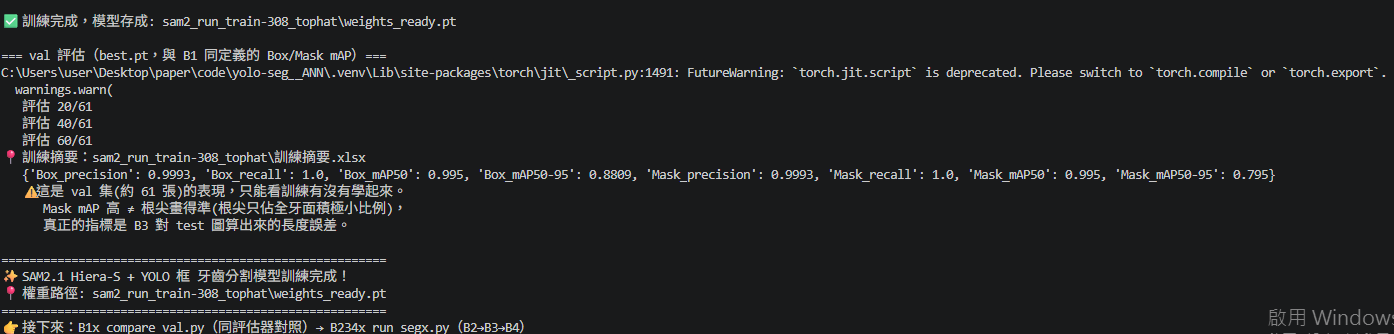 ✅ 訓練完成，模型存成: sam2_run_train-308_tophat\weights_ready.pt
=== val 評估（best.pt，與 B1 同定義的 Box/Mask mAP）===
C:\Users\user\Desktop\paper\code\yolo-seg__ANN\.venv\Lib\site-packages\torch\jit\_script.py:1491: FutureWarning: `torch.jit.script` is deprecated. Please switch to `torch.compile` or `torch.export`.
warnings.warn(
評估 20/61
評估 40/61
評估 60/61
📍 訓練摘要：sam2_run_train-308_tophat\訓練摘要.xlsx
{'Box_precision': 0.9993, 'Box_recall': 1.0, 'Box_mAP50': 0.995, 'Box_mAP50-95': 0.8809, 'Mask_precision': 0.9993, 'Mask_recall': 1.0, 'Mask_mAP50': 0.995, 'Mask_mAP50-95': 0.795}
⚠️這是 val 集(約 61 張)的表現，只能看訓練有沒有學起來。
Mask mAP 高 ≠ 根尖畫得準(根尖只佔全牙面積極小比例)，
真正的指標是 B3 對 test 圖算出來的長度誤差。
=======================================================
✨ SAM2.1 Hiera-S + YOLO 框 牙齒分割模型訓練完成！
📍 權重路徑: sam2_run_train-308_tophat\weights_ready.pt
=======================================================
👉 接下來：B1x_compare_val.py（同評估器對照）→ B234x_run_segx.py（B2→B3→B4）
啟用 Windows